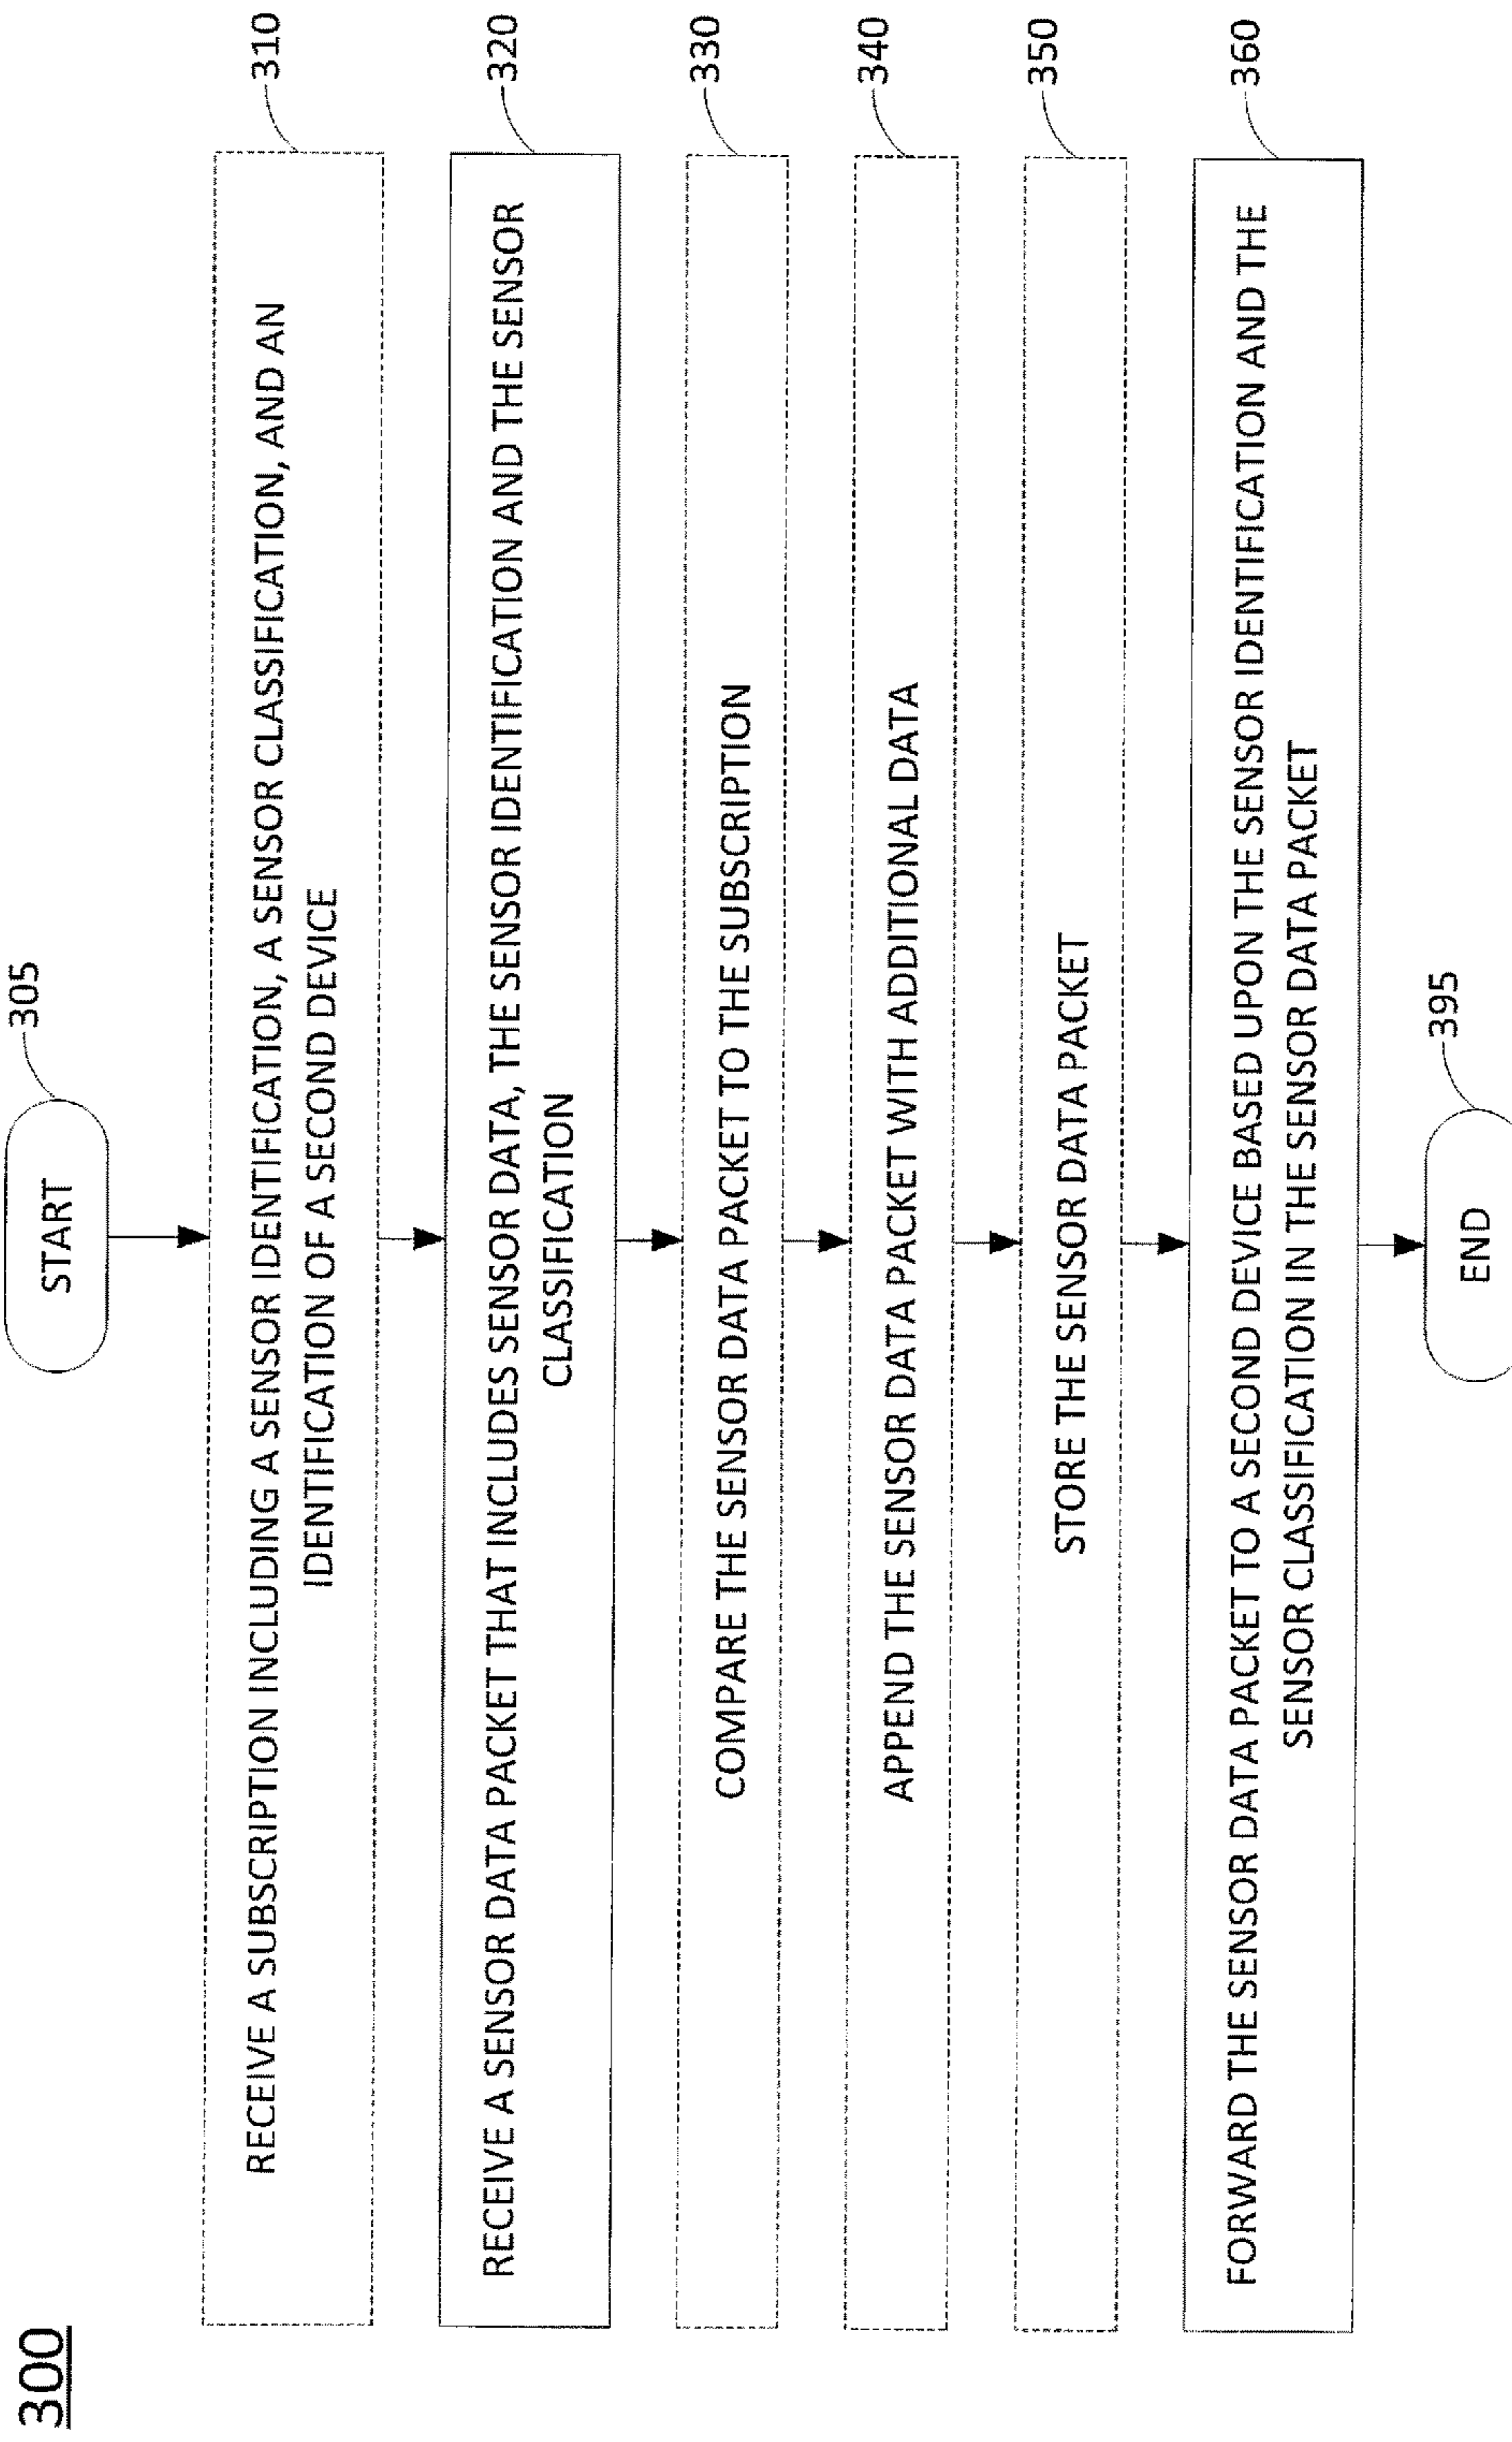 300
START
305
RECEIVE A SUBSCRIPTION INCLUDING A SENSOR IDENTIFICATION, A SENSOR CLASSIFICATION, AND AN
IDENTIFICATION OF A SECOND DEVICE
310
RECEIVE A SENSOR DATA PACKET THAT INCLUDES SENSOR DATA, THE SENSOR IDENTIFICATION AND THE SENSOR
CLASSIFICATION
320
COMPARE THE SENSOR DATA PACKET TO THE SUBSCRIPTION
330
APPEND THE SENSOR DATA PACKET WITH ADDITIONAL DATA
340
STORE THE SENSOR DATA PACKET
350
FORWARD THE SENSOR DATA PACKET TO A SECOND DEVICE BASED UPON THE SENSOR IDENTIFICATION AND THE
SENSOR CLASSIFICATION IN THE SENSOR DATA PACKET
360
END
395